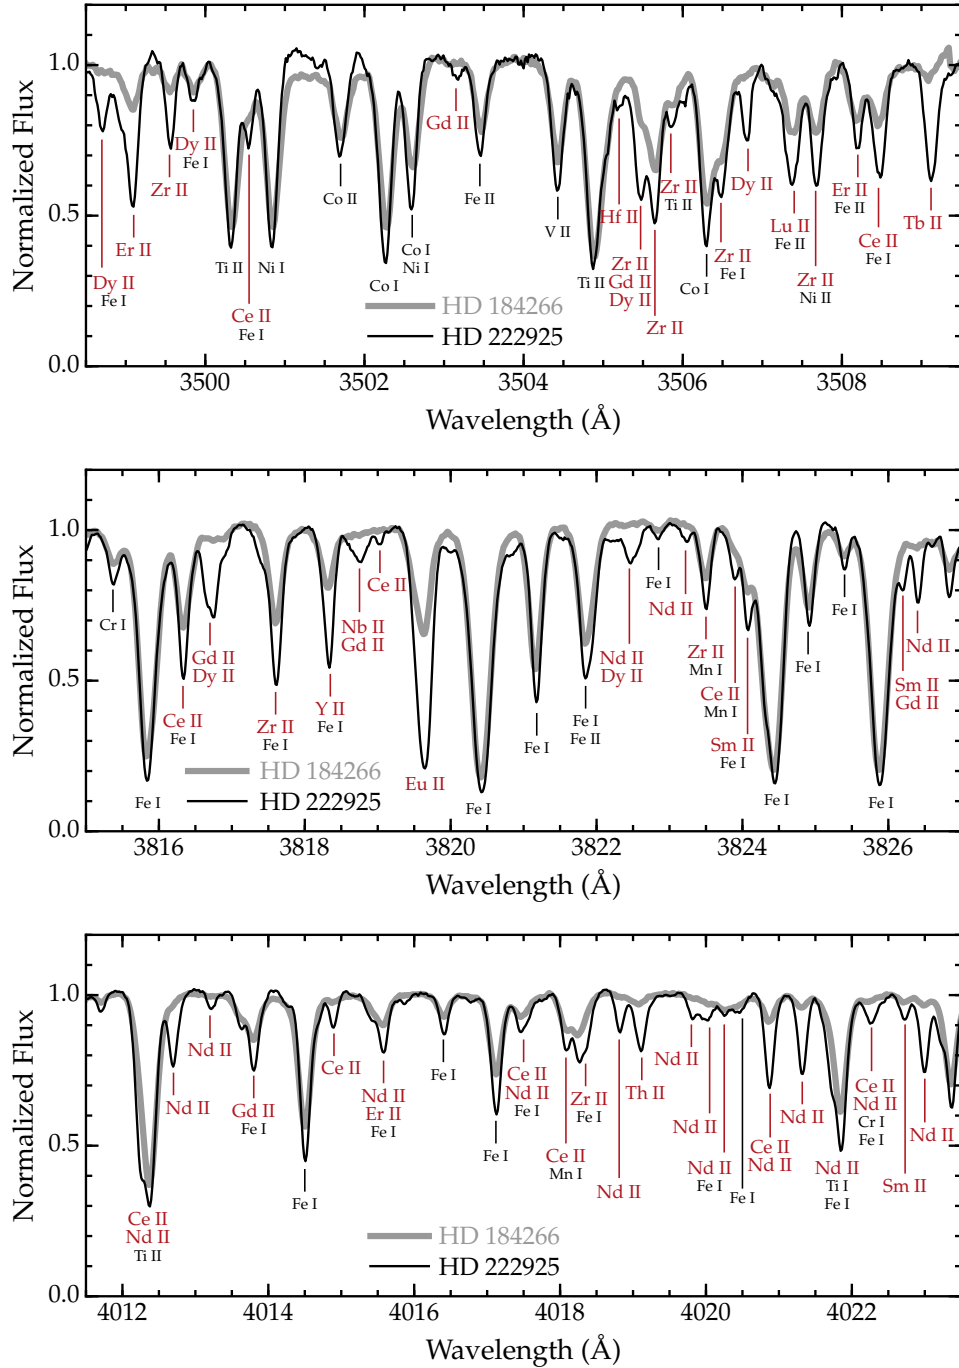 1.0
0.5
0.0
Normalized Flux
Dy II
Fe I
Er II
Zr II
Dy II
Fe I
Ti II
Ce II
Fe I
Ni I
Co II
Co I
Co I
Ni I
Gd II
Fe II
V II
Ti II
Hf II
Zr II
Gd II
Dy II
Zr II
Zr II
Ti II
Co I
Zr II
Fe I
Dy II
Lu II
Fe II
Zr II
Ni II
Er II
Fe II
Ce II
Fe I
Tb II
HD 184266
HD 222925
3500 3502 3504 3506 3508
Wavelength (Å)
1.0
0.5
0.0
Normalized Flux
Cr I
Fe I
Ce II
Fe I
Gd II
Dy II
Zr II
Fe I
Y II
Fe I
Nb II
Gd II
Ce II
Eu II
Fe I
Fe I
Fe I
Fe II
Nd II
Dy II
Fe I
Nd II
Zr II
Mn I
Ce II
Mn I
Sm II
Fe I
Fe I
Fe I
Fe I
Fe I
Sm II
Gd II
Nd II
HD 184266
HD 222925
3816 3818 3820 3822 3824 3826
Wavelength (Å)
1.0
0.5
0.0
Normalized Flux
Ce II
Nd II
Ti II
Nd II
Nd II
Gd II
Fe I
Fe I
Ce II
Nd II
Er II
Fe I
Fe I
Fe I
Ce II
Nd II
Fe I
Ce II
Mn I
Zr II
Fe I
Nd II
Th II
Nd II
Nd II
Nd II
Fe I
Fe I
Ce II
Nd II
Nd II
Nd II
Ti I
Fe I
Ce II
Nd II
Cr I
Fe I
Sm II
Nd II
HD 184266
HD 222925
4012 4014 4016 4018 4020 4022
Wavelength (Å)